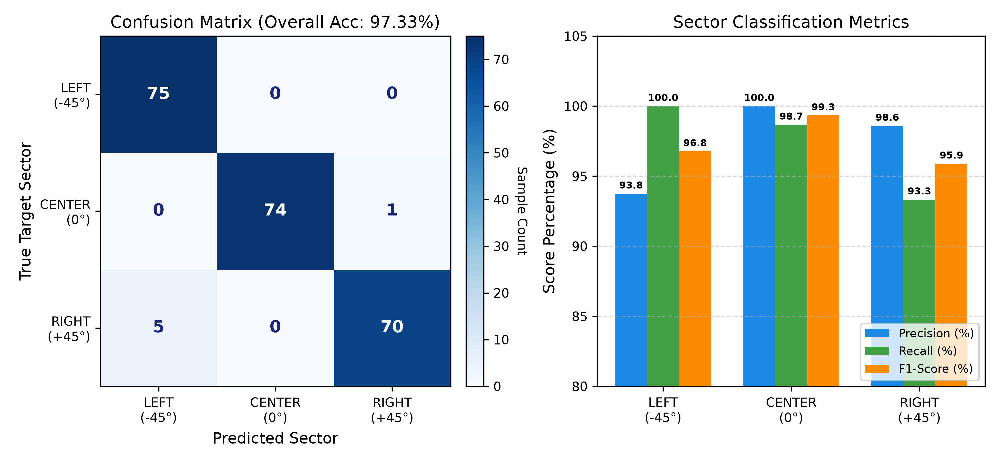 Confusion Matrix (Overall Acc: 97.33%)
True Target Sector
LEFT
(-45°)
CENTER
(0°)
RIGHT
(+45°)
75 0 0
0 74 1
5 0 70
LEFT
(-45°)
CENTER
(0°)
RIGHT
(+45°)
Predicted Sector
70
60
50
40
30
20
10
0
Sample Count
Sector Classification Metrics
Score Percentage (%)
105
100
95
90
85
80
93.8 100.0 96.8
100.0 98.7 99.3
98.6 93.3 95.9
Precision (%)
Recall (%)
F1-Score (%)
LEFT
(-45°)
CENTER
(0°)
RIGHT
(+45°)